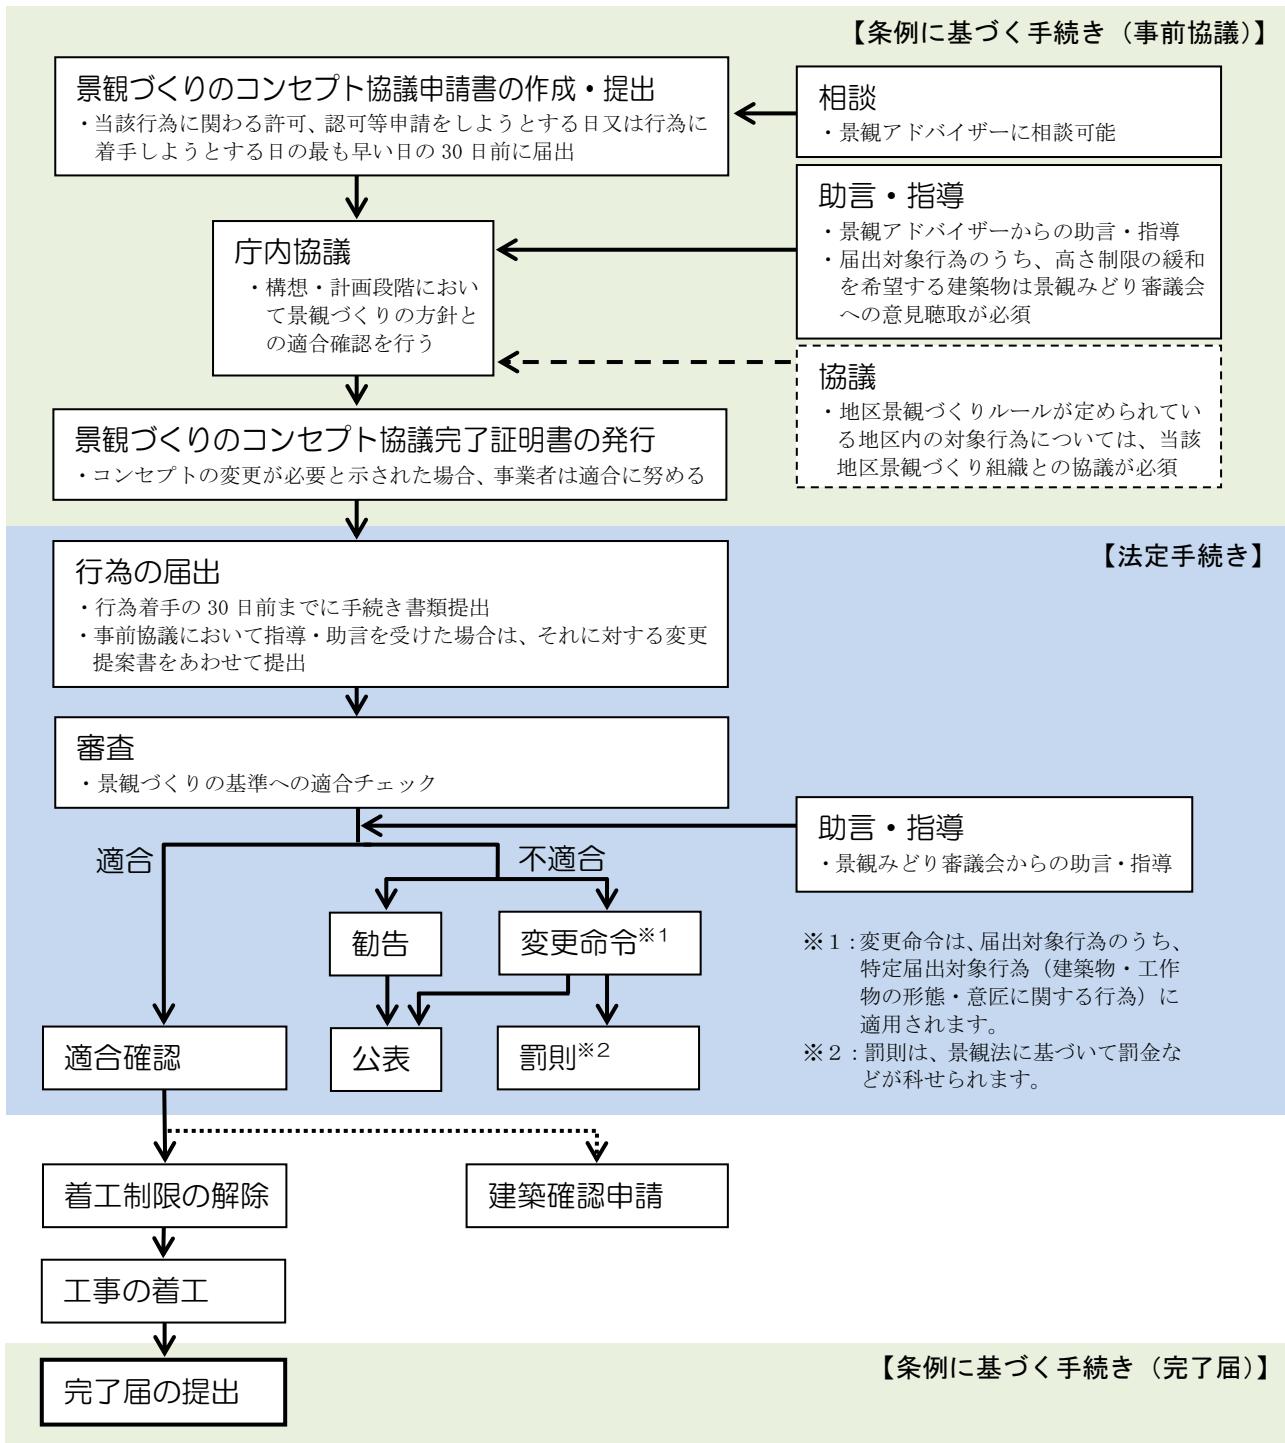 【条例に基づく手続き（事前協議）】
景観づくりのコンセプト協議申請書の作成・提出
・当該行為に関わる許可、認可等申請をしようとする日又は行為に
着手しようとする日の最も早い日の 30 日前に届出
相談
・景観アドバイザーに相談可能
助言・指導
・景観アドバイザーからの助言・指導
・届出対象行為のうち、高さ制限の緩和
を希望する建築物は景観みどり審議会
への意見聴取が必須
庁内協議
・構想・計画段階におい
て景観づくりの方針と
の適合確認を行う
協議
・地区景観づくりルールが定められてい
る地区内の対象行為については、当該
地区景観づくり組織との協議が必須
景観づくりのコンセプト協議完了証明書の発行
・コンセプトの変更が必要と示された場合、事業者は適合に努める
【法定手続き】
行為の届出
・行為着手の 30 日前までに手続き書類提出
・事前協議において指導・助言を受けた場合は、それに対する変更
提案書をあわせて提出
審査
・景観づくりの基準への適合チェック
助言・指導
・景観みどり審議会からの助言・指導
適合
不適合
勧告
変更命令※1
※１：変更命令は、届出対象行為のうち、
特定届出対象行為（建築物・工作
物の形態・意匠に関する行為）に
適用されます。
※２：罰則は、景観法に基づいて罰金な
どが科せられます。
適合確認
公表
罰則※2
着工制限の解除
建築確認申請
工事の着工
【条例に基づく手続き（完了届）】
完了届の提出